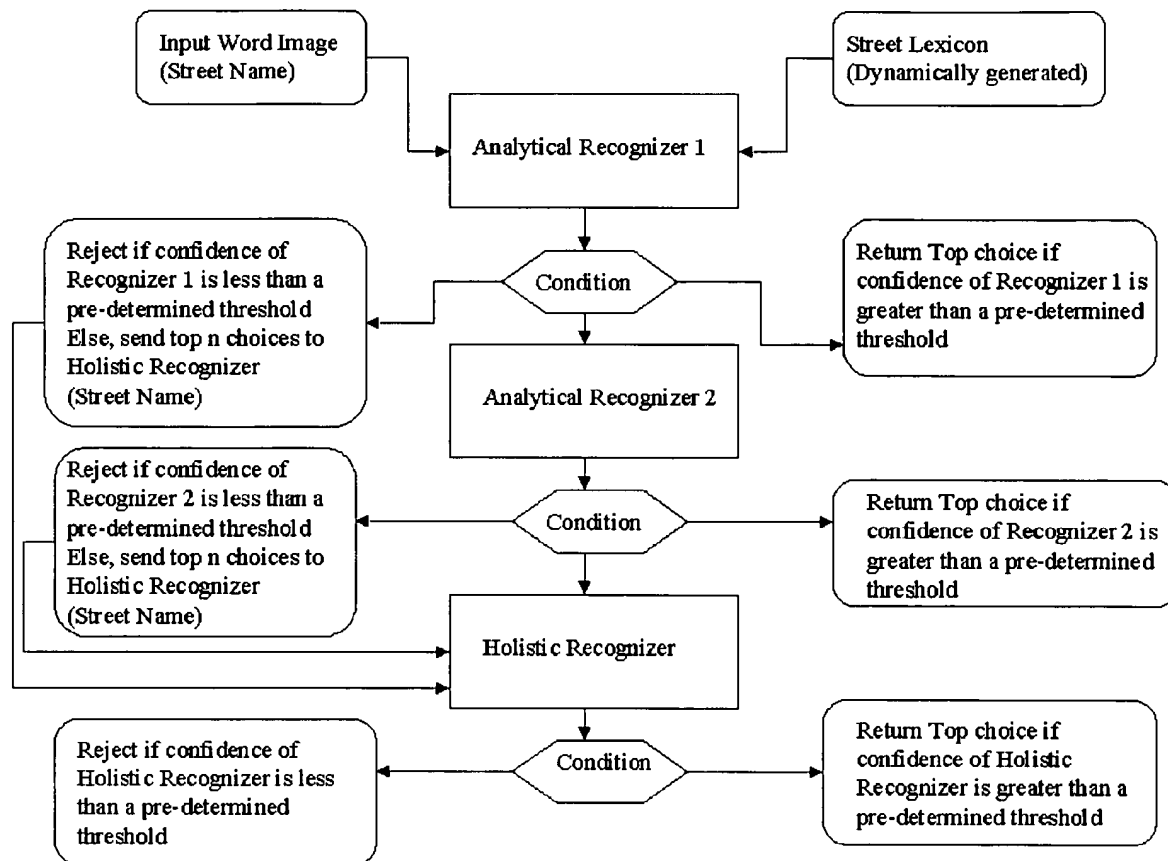 Input Word Image
(Street Name)
Street Lexicon
(Dynamically generated)
Analytical Recognizer 1
Reject if confidence of
Recognizer 1 is less than a
pre-determined threshold
Else, send top n choices to
Holistic Recognizer
(Street Name)
Condition
Return Top choice if
confidence of Recognizer 1 is
greater than a pre-determined
threshold
Analytical Recognizer 2
Reject if confidence of
Recognizer 2 is less than a
pre-determined threshold
Else, send top n choices to
Holistic Recognizer
(Street Name)
Condition
Return Top choice if
confidence of Recognizer 2 is
greater than a pre-determined
threshold
Holistic Recognizer
Reject if confidence of
Holistic Recognizer is less
than a pre-determined
threshold
Condition
Return Top choice if
confidence of Holistic
Recognizer is greater than a
pre-determined threshold